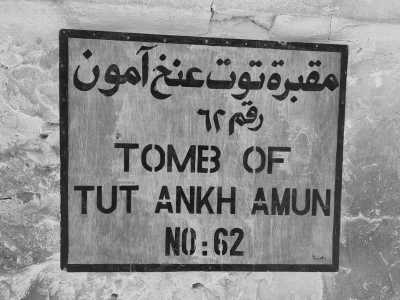 مقبرة توت عنخ آمون
رقم ٦٢
TOMB OF
TUT ANKH AMUN
NO: 62